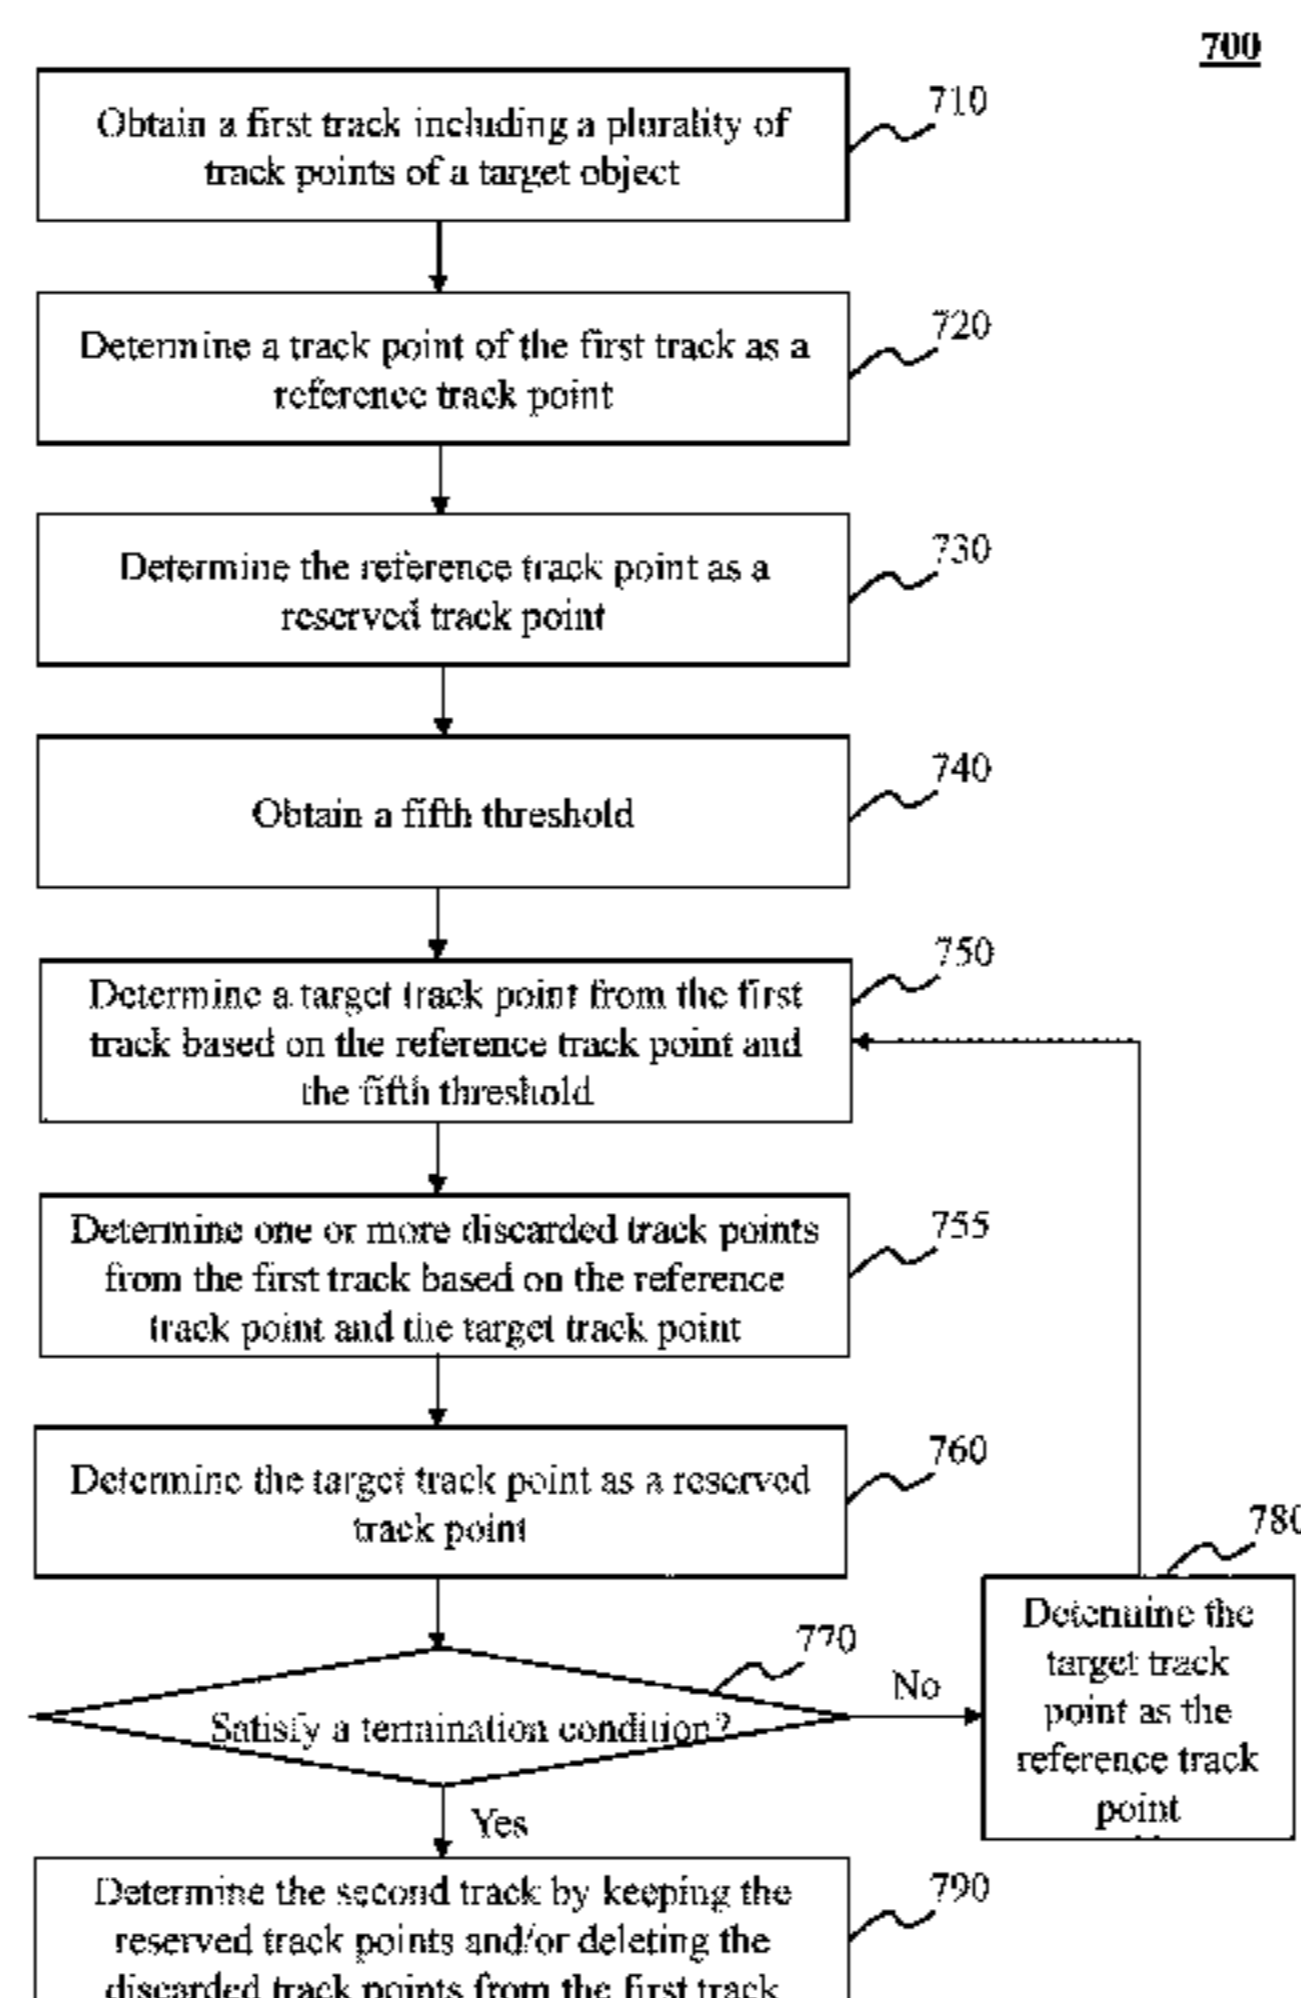 700
Obtain a first track including a plurality of
track points of a target object
710
Determine a track point of the first track as a
reference track point
720
Determine the reference track point as a
reserved track point
730
Obtain a fifth threshold
740
Determine a target track point from the first
track based on the reference track point and
the fifth threshold
750
Determine one or more discarded track points
from the first track based on the reference
track point and the target track point
755
Determine the target track point as a reserved
track point
760
Satisfy a termination condition?
770
No
Yes
780
Determine the
target track
point as the
reference track
point
Determine the second track by keeping the
reserved track points and/or deleting the
discarded track points from the first track
790